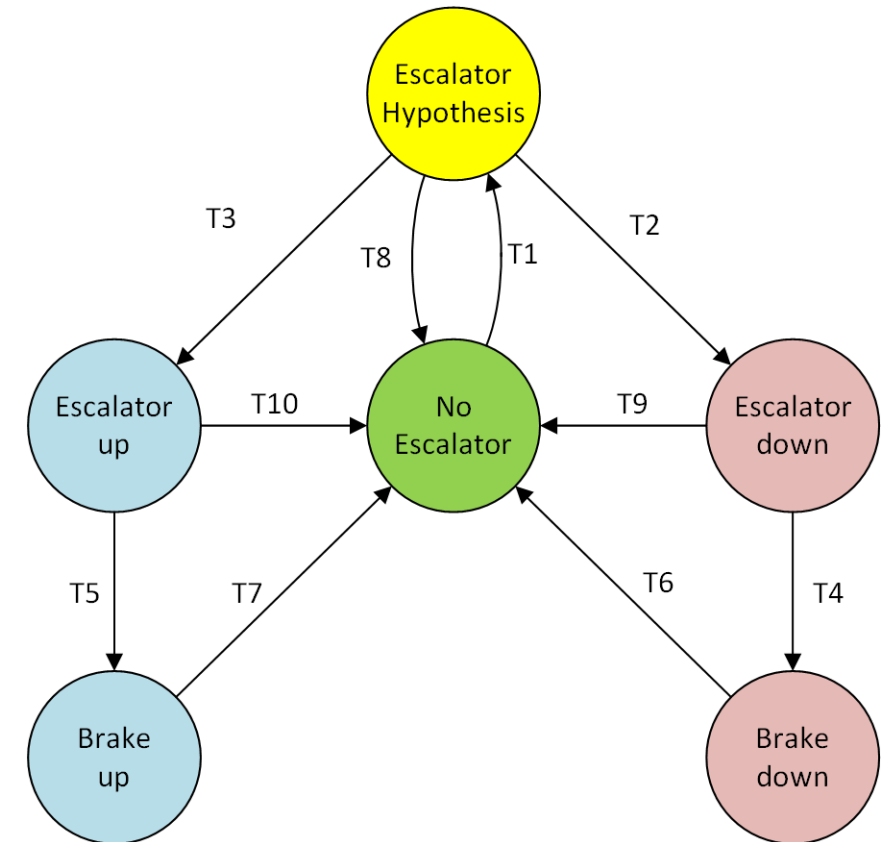 Escalator
Hypothesis
T3
T2
T8
T1
Escalator
up
T10
No
Escalator
T9
Escalator
down
T5
T7
T6
T4
Brake
up
Brake
down